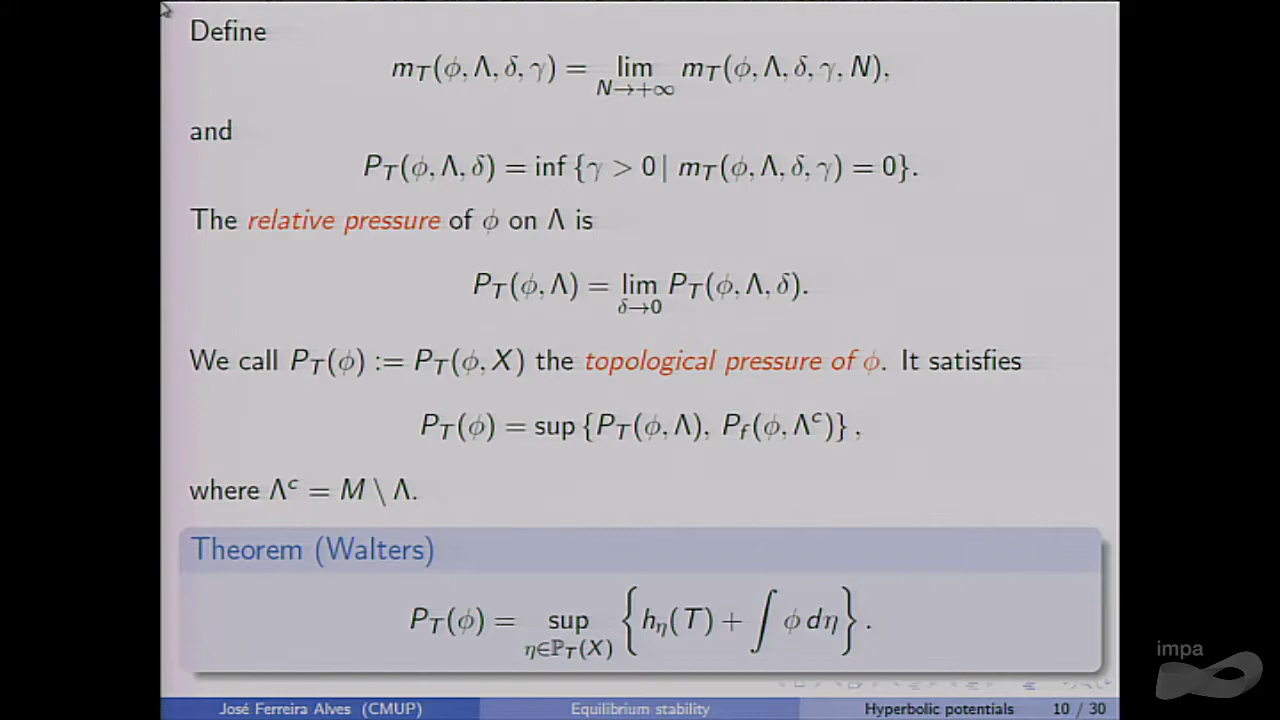 Define
m_T(ϕ, Λ, δ, γ) = lim_{N→+∞} m_T(ϕ, Λ, δ, γ, N),
and
P_T(ϕ, Λ, δ) = inf {γ > 0 | m_T(ϕ, Λ, δ, γ) = 0}.
The relative pressure of ϕ on Λ is
P_T(ϕ, Λ) = lim_{δ→0} P_T(ϕ, Λ, δ).
We call P_T(ϕ) := P_T(ϕ, X) the topological pressure of ϕ. It satisfies
P_T(ϕ) = sup {P_T(ϕ, Λ), P_f(ϕ, Λ^c)} ,
where Λ^c = M \ Λ.
Theorem (Walters)
P_T(ϕ) = sup_{η∈ℙ_T(X)} { h_η(T) + ∫ ϕ dη } .
impa
José Ferreira Alves (CMUP) Equilibrium stability Hyperbolic potentials 10 / 30